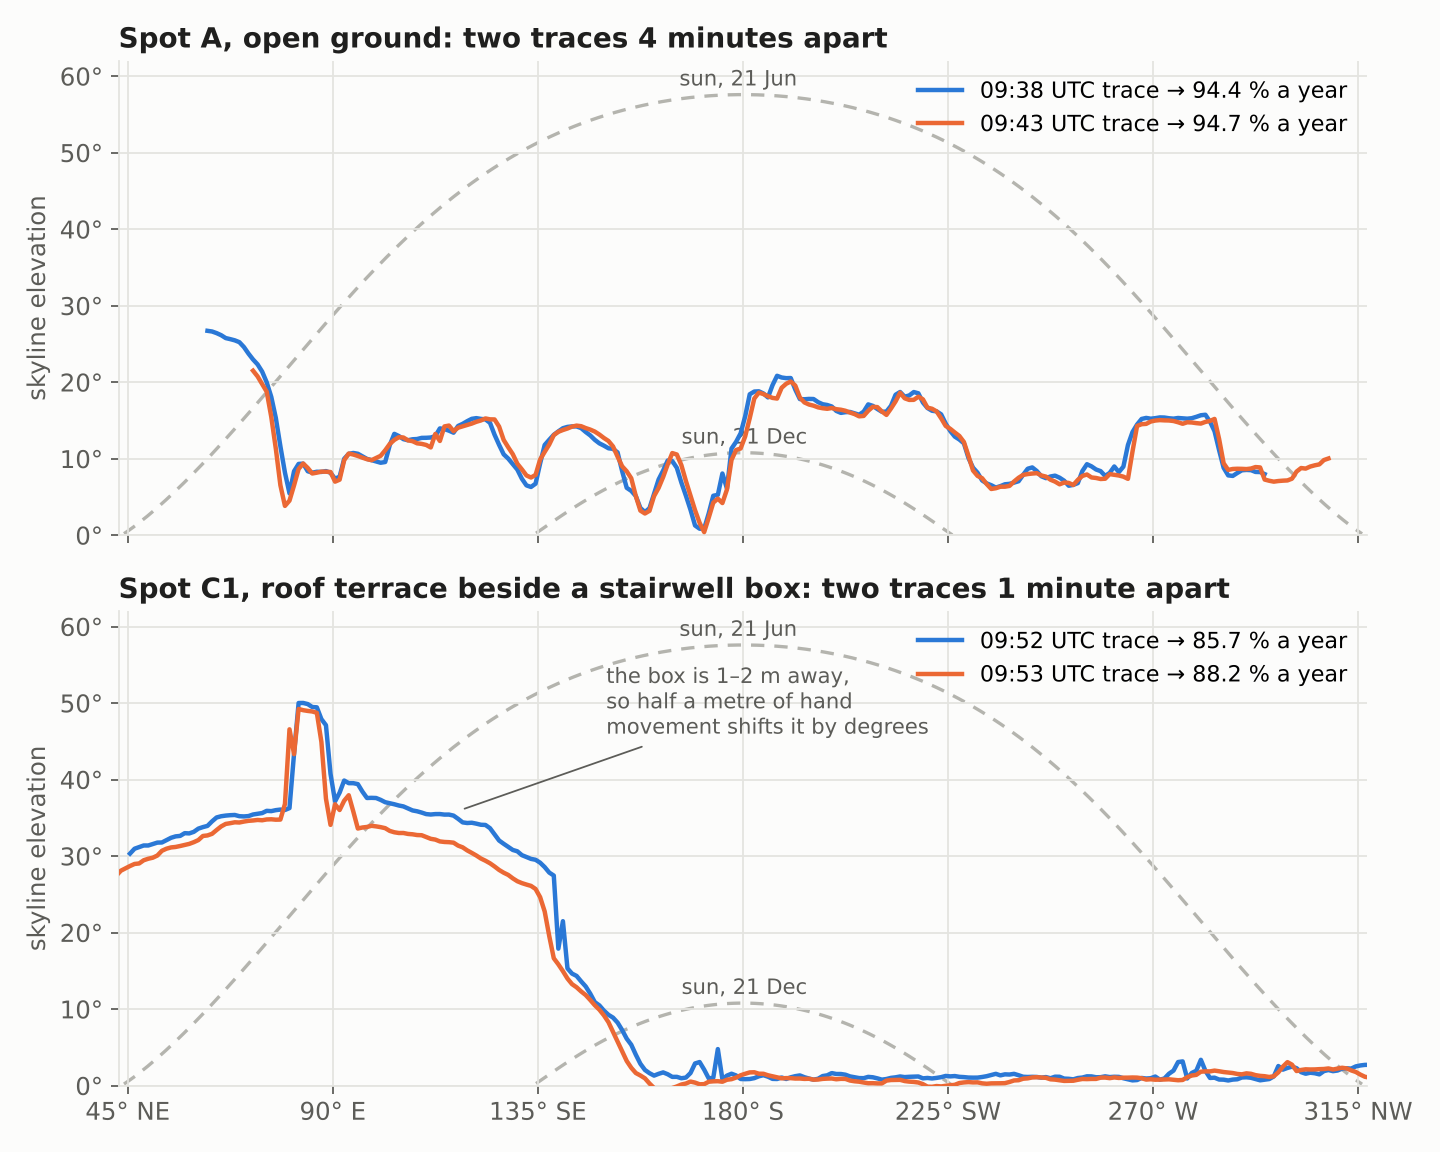 Spot A, open ground: two traces 4 minutes apart
60°
sun, 21 Jun
09:38 UTC trace → 94.4 % a year
09:43 UTC trace → 94.7 % a year
50°
40°
skyline elevation
30°
20°
sun, 21 Dec
10°
0°
Spot C1, roof terrace beside a stairwell box: two traces 1 minute apart
60°
sun, 21 Jun
09:52 UTC trace → 85.7 % a year
09:53 UTC trace → 88.2 % a year
the box is 1–2 m away,
so half a metre of hand
movement shifts it by degrees
50°
40°
skyline elevation
30°
20°
sun, 21 Dec
10°
0°
45° NE 90° E 135° SE 180° S 225° SW 270° W 315° NW